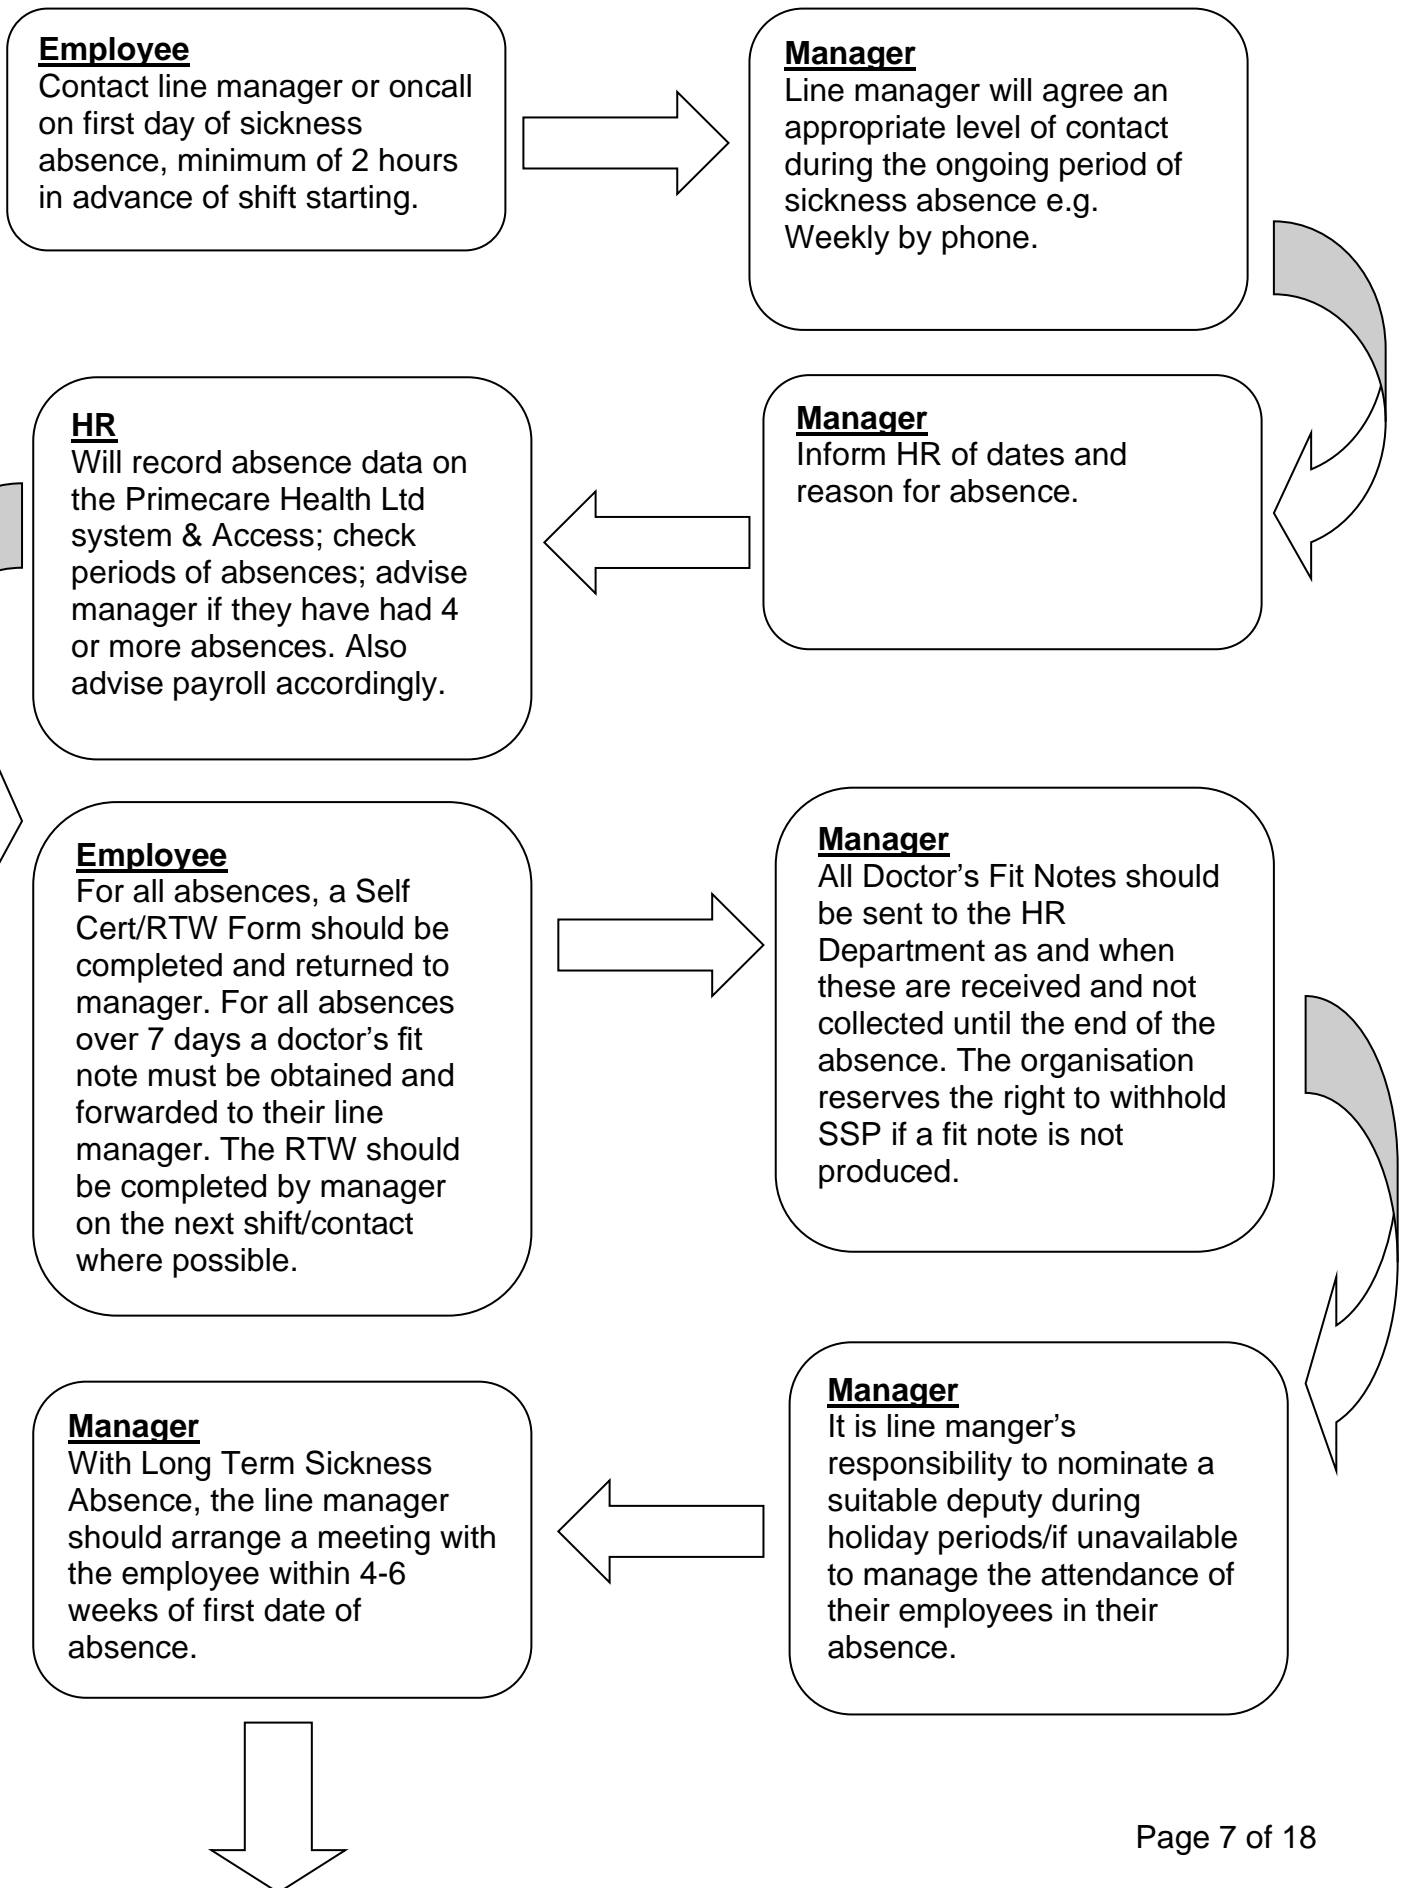 Employee
Contact line manager or oncall
on first day of sickness
absence, minimum of 2 hours
in advance of shift starting.
Manager
Line manager will agree an
appropriate level of contact
during the ongoing period of
sickness absence e.g.
Weekly by phone.
Manager
Inform HR of dates and
reason for absence.
HR
Will record absence data on
the Primecare Health Ltd
system & Access; check
periods of absences; advise
manager if they have had 4
or more absences. Also
advise payroll accordingly.
Employee
For all absences, a Self
Cert/RTW Form should be
completed and returned to
manager. For all absences
over 7 days a doctor’s fit
note must be obtained and
forwarded to their line
manager. The RTW should
be completed by manager
on the next shift/contact
where possible.
Manager
All Doctor’s Fit Notes should
be sent to the HR
Department as and when
these are received and not
collected until the end of the
absence. The organisation
reserves the right to withhold
SSP if a fit note is not
produced.
Manager
It is line manger’s
responsibility to nominate a
suitable deputy during
holiday periods/if unavailable
to manage the attendance of
their employees in their
absence.
Manager
With Long Term Sickness
Absence, the line manager
should arrange a meeting with
the employee within 4-6
weeks of first date of
absence.
Page 7 of 18